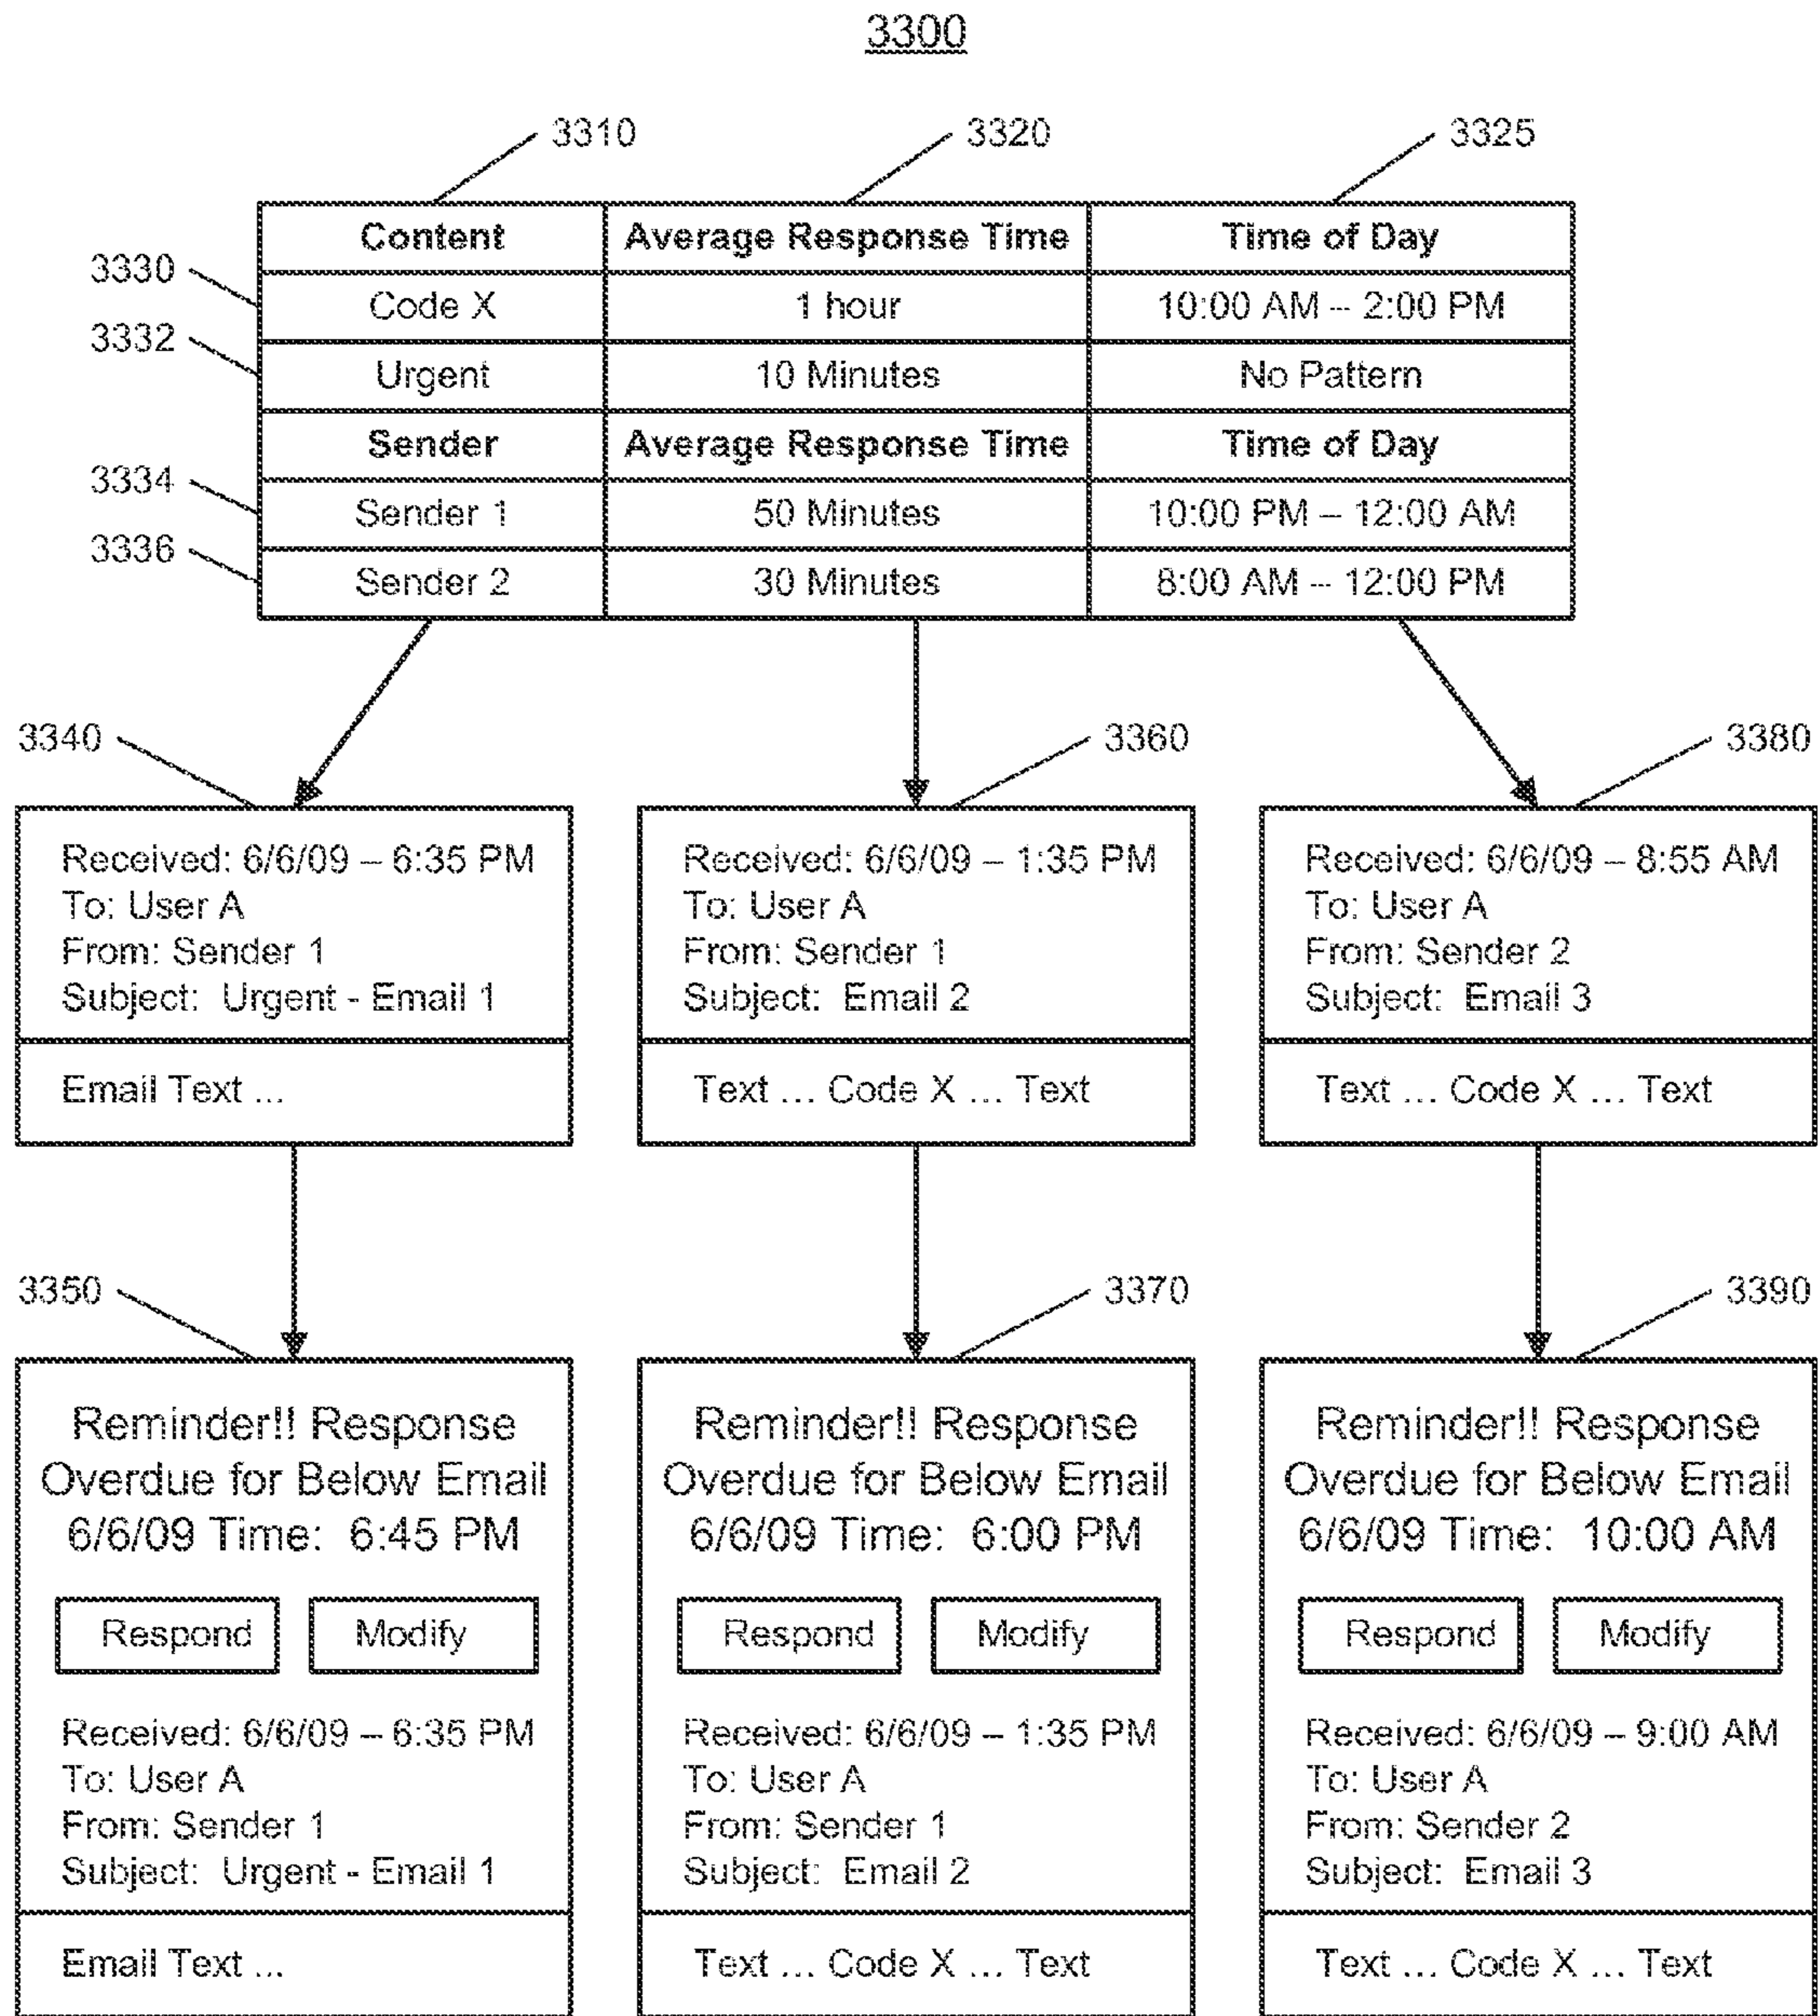 3300
3310 3320 3325
Content Average Response Time Time of Day
3330 Code X 1 hour 10:00 AM – 2:00 PM
3332 Urgent 10 Minutes No Pattern
Sender Average Response Time Time of Day
3334 Sender 1 50 Minutes 10:00 PM – 12:00 AM
3336 Sender 2 30 Minutes 8:00 AM – 12:00 PM
3340
Received: 6/6/09 – 6:35 PM
To: User A
From: Sender 1
Subject: Urgent - Email 1
Email Text ...
3360
Received: 6/6/09 – 1:35 PM
To: User A
From: Sender 1
Subject: Email 2
Text ... Code X ... Text
3380
Received: 6/6/09 – 8:55 AM
To: User A
From: Sender 2
Subject: Email 3
Text ... Code X ... Text
3350
Reminder!! Response
Overdue for Below Email
6/6/09 Time: 6:45 PM
Respond Modify
Received: 6/6/09 – 6:35 PM
To: User A
From: Sender 1
Subject: Urgent - Email 1
Email Text ...
3370
Reminder!! Response
Overdue for Below Email
6/6/09 Time: 6:00 PM
Respond Modify
Received: 6/6/09 – 1:35 PM
To: User A
From: Sender 1
Subject: Email 2
Text ... Code X ... Text
3390
Reminder!! Response
Overdue for Below Email
6/6/09 Time: 10:00 AM
Respond Modify
Received: 6/6/09 – 9:00 AM
To: User A
From: Sender 2
Subject: Email 3
Text ... Code X ... Text